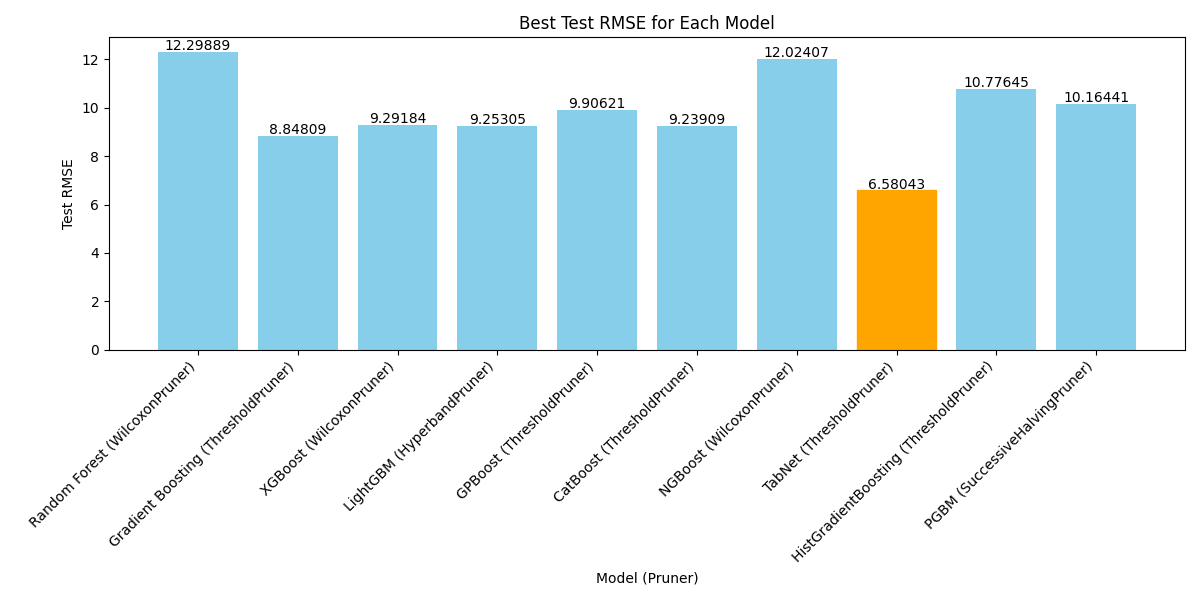 Best Test RMSE for Each Model
Test RMSE
12
10
8
6
4
2
0
12.29889
8.84809
9.29184
9.25305
9.90621
9.23909
12.02407
6.58043
10.77645
10.16441
Random Forest (WilcoxonPruner)
Gradient Boosting (ThresholdPruner)
XGBoost (WilcoxonPruner)
LightGBM (HyperbandPruner)
GPBoost (ThresholdPruner)
CatBoost (ThresholdPruner)
NGBoost (WilcoxonPruner)
TabNet (ThresholdPruner)
HistGradientBoosting (ThresholdPruner)
PGBM (SuccessiveHalvingPruner)
Model (Pruner)